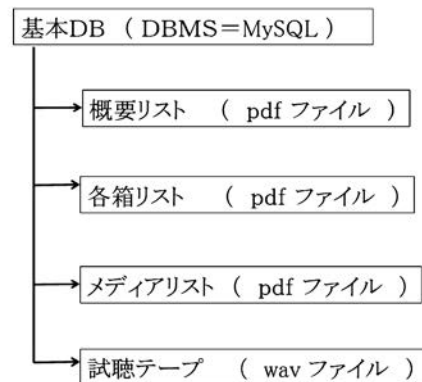 基本DB （ DBMS＝MySQL ）
概要リスト （ pdf ファイル ）
各箱リスト （ pdf ファイル ）
メディアリスト （ pdf ファイル ）
試聴テープ （ wav ファイル ）